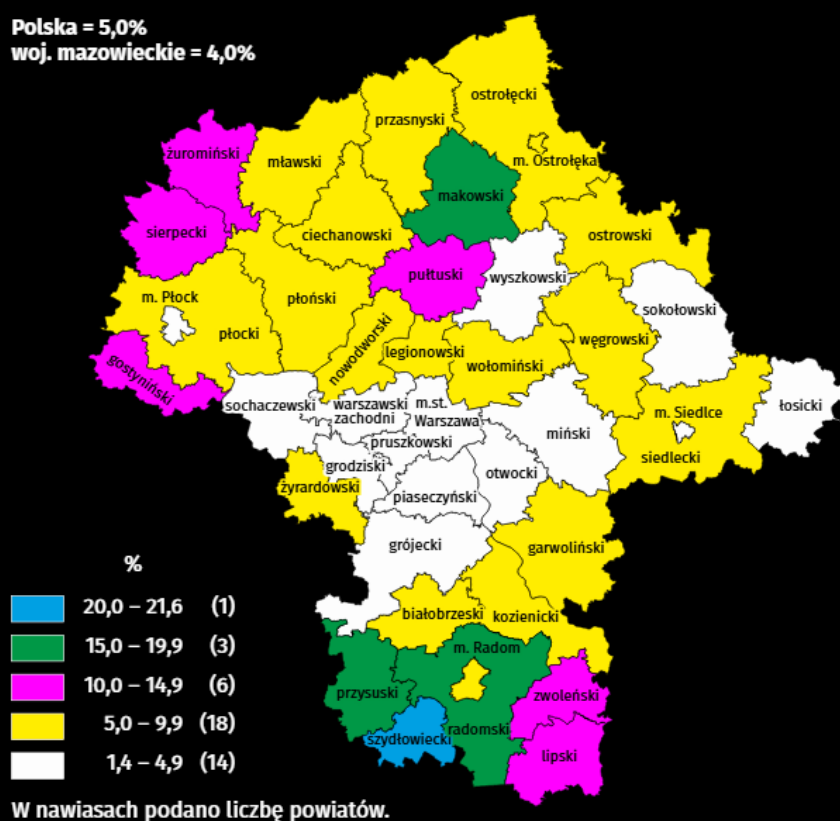 Polska = 5,0%
woj. mazowieckie = 4,0%
ostrołęcki
przasnyski
żuromiński
mławski
m. Ostrołęka
makowski
sierpecki
ciechanowski
ostrowski
pułtuski
wyszkowski
m. Płock
płoński
sokołowski
płocki
nowodworski
legionowski
węgrowski
wołomiński
gostyniński
sochaczewski
warszawski
zachodni
m.st.
Warszawa
m. Siedlce
łosicki
miński
pruszkowski
siedlecki
grodziski
otwocki
żyrardowski
piaseczyński
grójecki
garwoliński
białobrzeski
kozienicki
m. Radom
przysuski
zwoleński
radomski
szydłowiecki
lipski
%
20,0 – 21,6 (1)
15,0 – 19,9 (3)
10,0 – 14,9 (6)
5,0 – 9,9 (18)
1,4 – 4,9 (14)
W nawiasach podano liczbę powiatów.